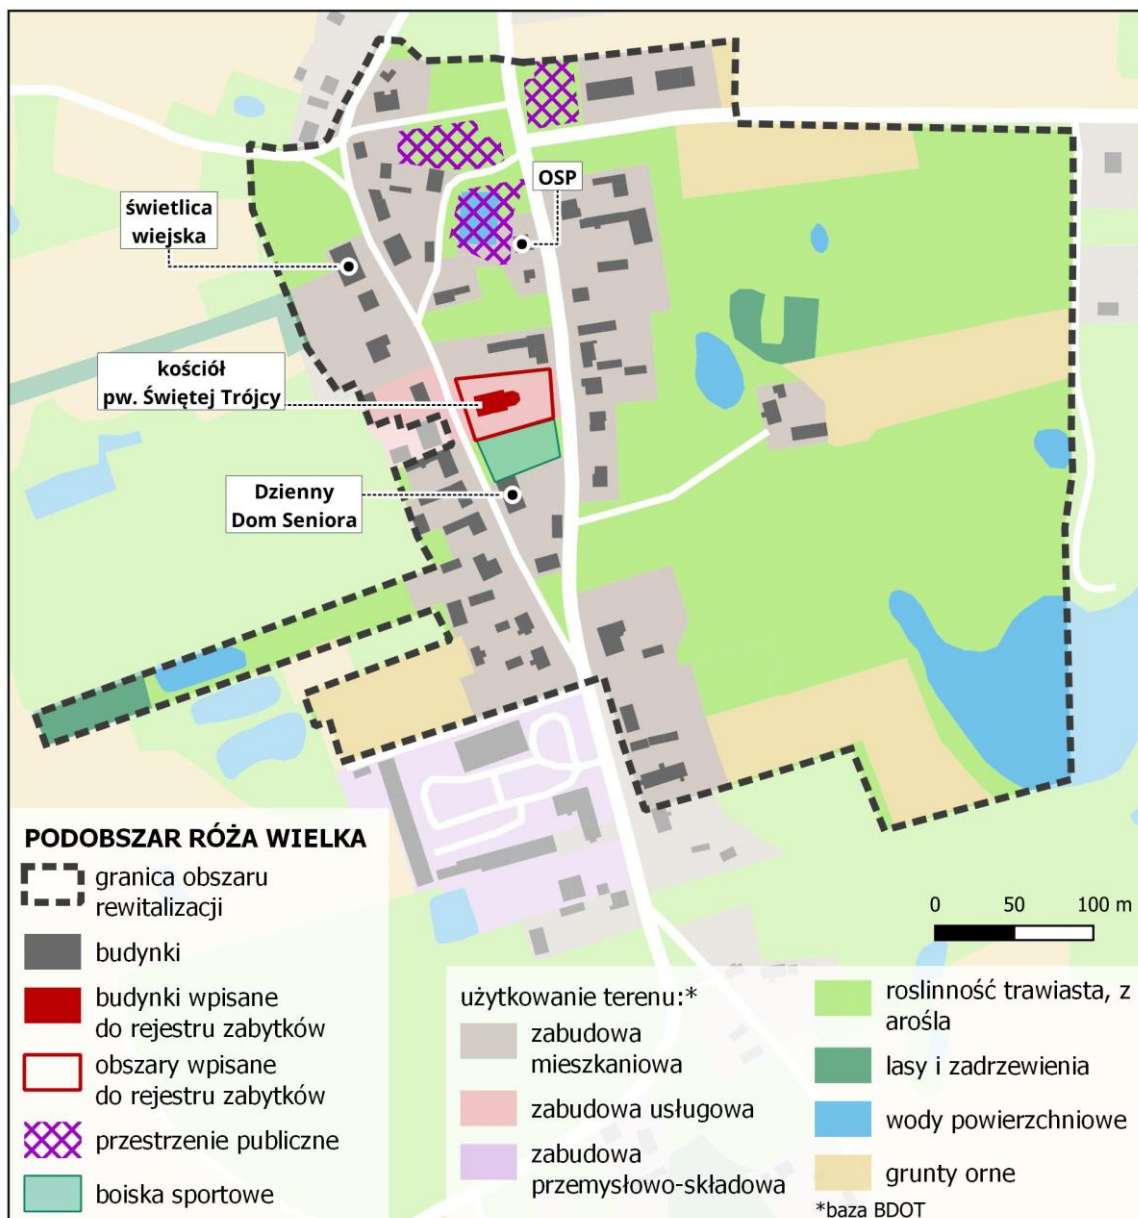 OSP
świetlica
wiejska
kościół
pw. Świętej Trójcy
Dzienny
Dom Seniora
PODOBSZAR RÓŻA WIELKA
granica obszaru
rewitalizacji
budynki
budynki wpisane
do rejestru zabytków
obszary wpisane
do rejestru zabytków
przestrzenie publiczne
boiska sportowe
użytkowanie terenu:*
zabudowa
mieszkaniowa
zabudowa usługowa
zabudowa
przemysłowo-składowa
0 50 100 m
roslinność trawiasta, z
arośla
lasy i zadrzewienia
wody powierzchniowe
grunty orne
*baza BDOT